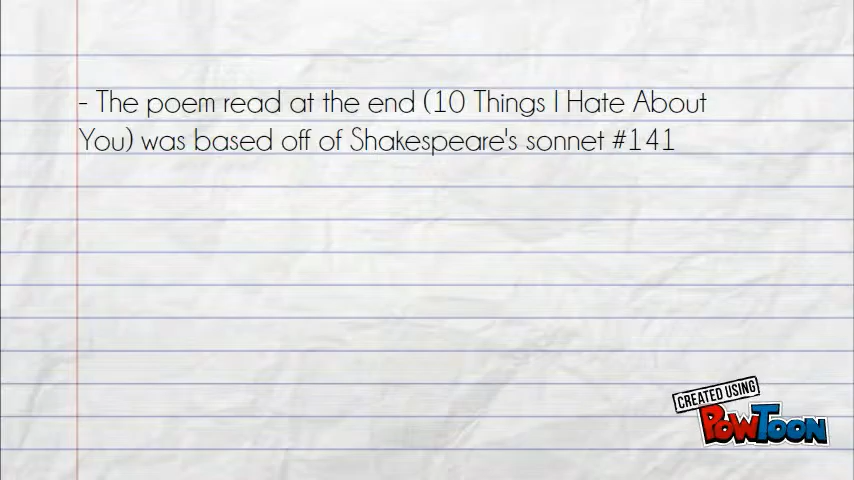 - The poem read at the end (10 Things I Hate About
You) was based off of Shakespeare's sonnet #141
CREATED USING
POWTOON